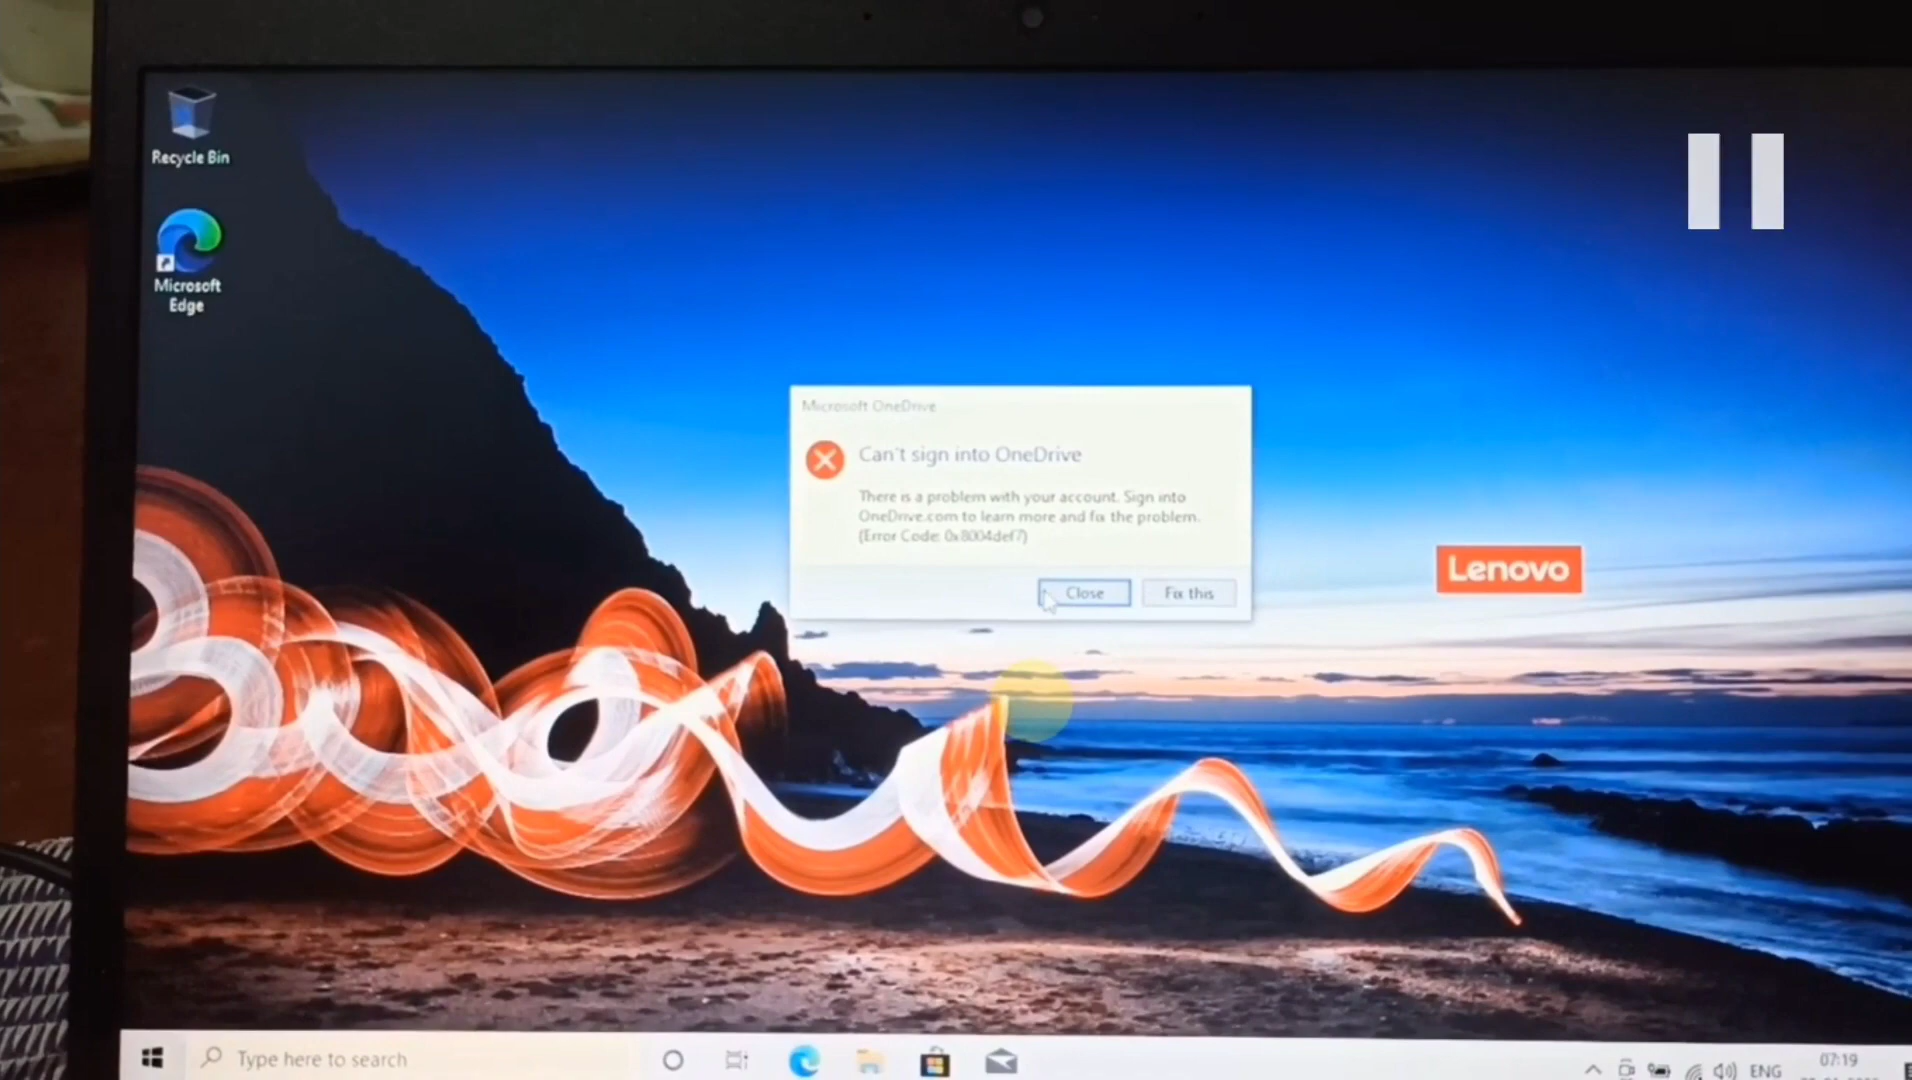 Recycle Bin
Microsoft
Edge
Microsoft OneDrive
Can't sign into OneDrive
There is a problem with your account. Sign into
OneDrive.com to learn more and fix the problem.
(Error Code: 0x8004def7)
Close
Fix this
Lenovo
Type here to search
ENG
07:19